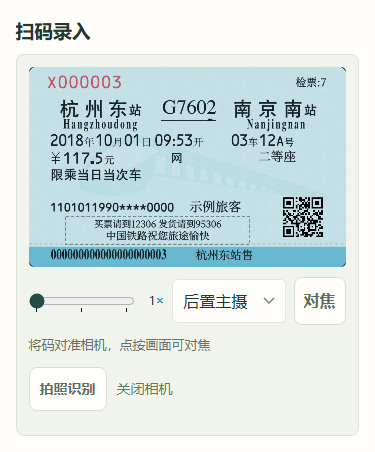 扫码录入
X000003 检票:7
杭州东站 G7602 南京南站
Hangzhoudong Nanjingnan
2018年10月01日 09:53开 03车12A号
￥117.5元 网 二等座
限乘当日当次车
1101011990****0000 示例旅客
买票请到12306 发货请到95306
中国铁路祝您旅途愉快
000000000000000000003 杭州东站售
1× 后置主摄 对焦
将码对准相机，点按画面可对焦
拍照识别 关闭相机